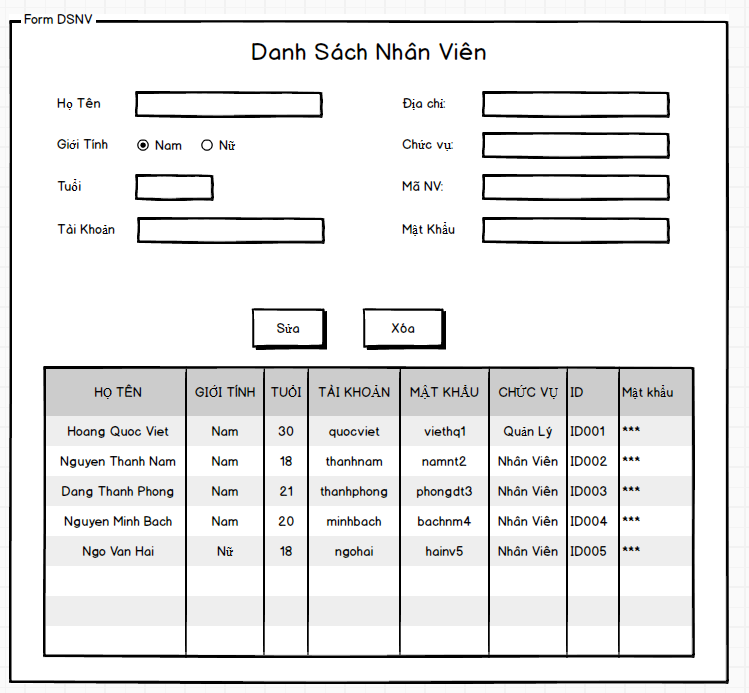 Form DSNV
Danh Sách Nhân Viên
Họ Tên Địa chỉ:
Giới Tính Nam Nữ Chức vụ:
Tuổi Mã NV:
Tài Khoản Mật Khẩu
Sửa Xóa
HỌ TÊN GIỚI TÍNH TUỔI TÀI KHOẢN MẬT KHẨU CHỨC VỤ ID Mật khẩu
Hoang Quoc Viet Nam 30 quocviet viethq1 Quản Lý ID001 ***
Nguyen Thanh Nam Nam 18 thanhnam namnt2 Nhân Viên ID002 ***
Dang Thanh Phong Nam 21 thanhphong phongdt3 Nhân Viên ID003 ***
Nguyen Minh Bach Nam 20 minhbach bachnm4 Nhân Viên ID004 ***
Ngo Van Hai Nữ 18 ngohai hainv5 Nhân Viên ID005 ***